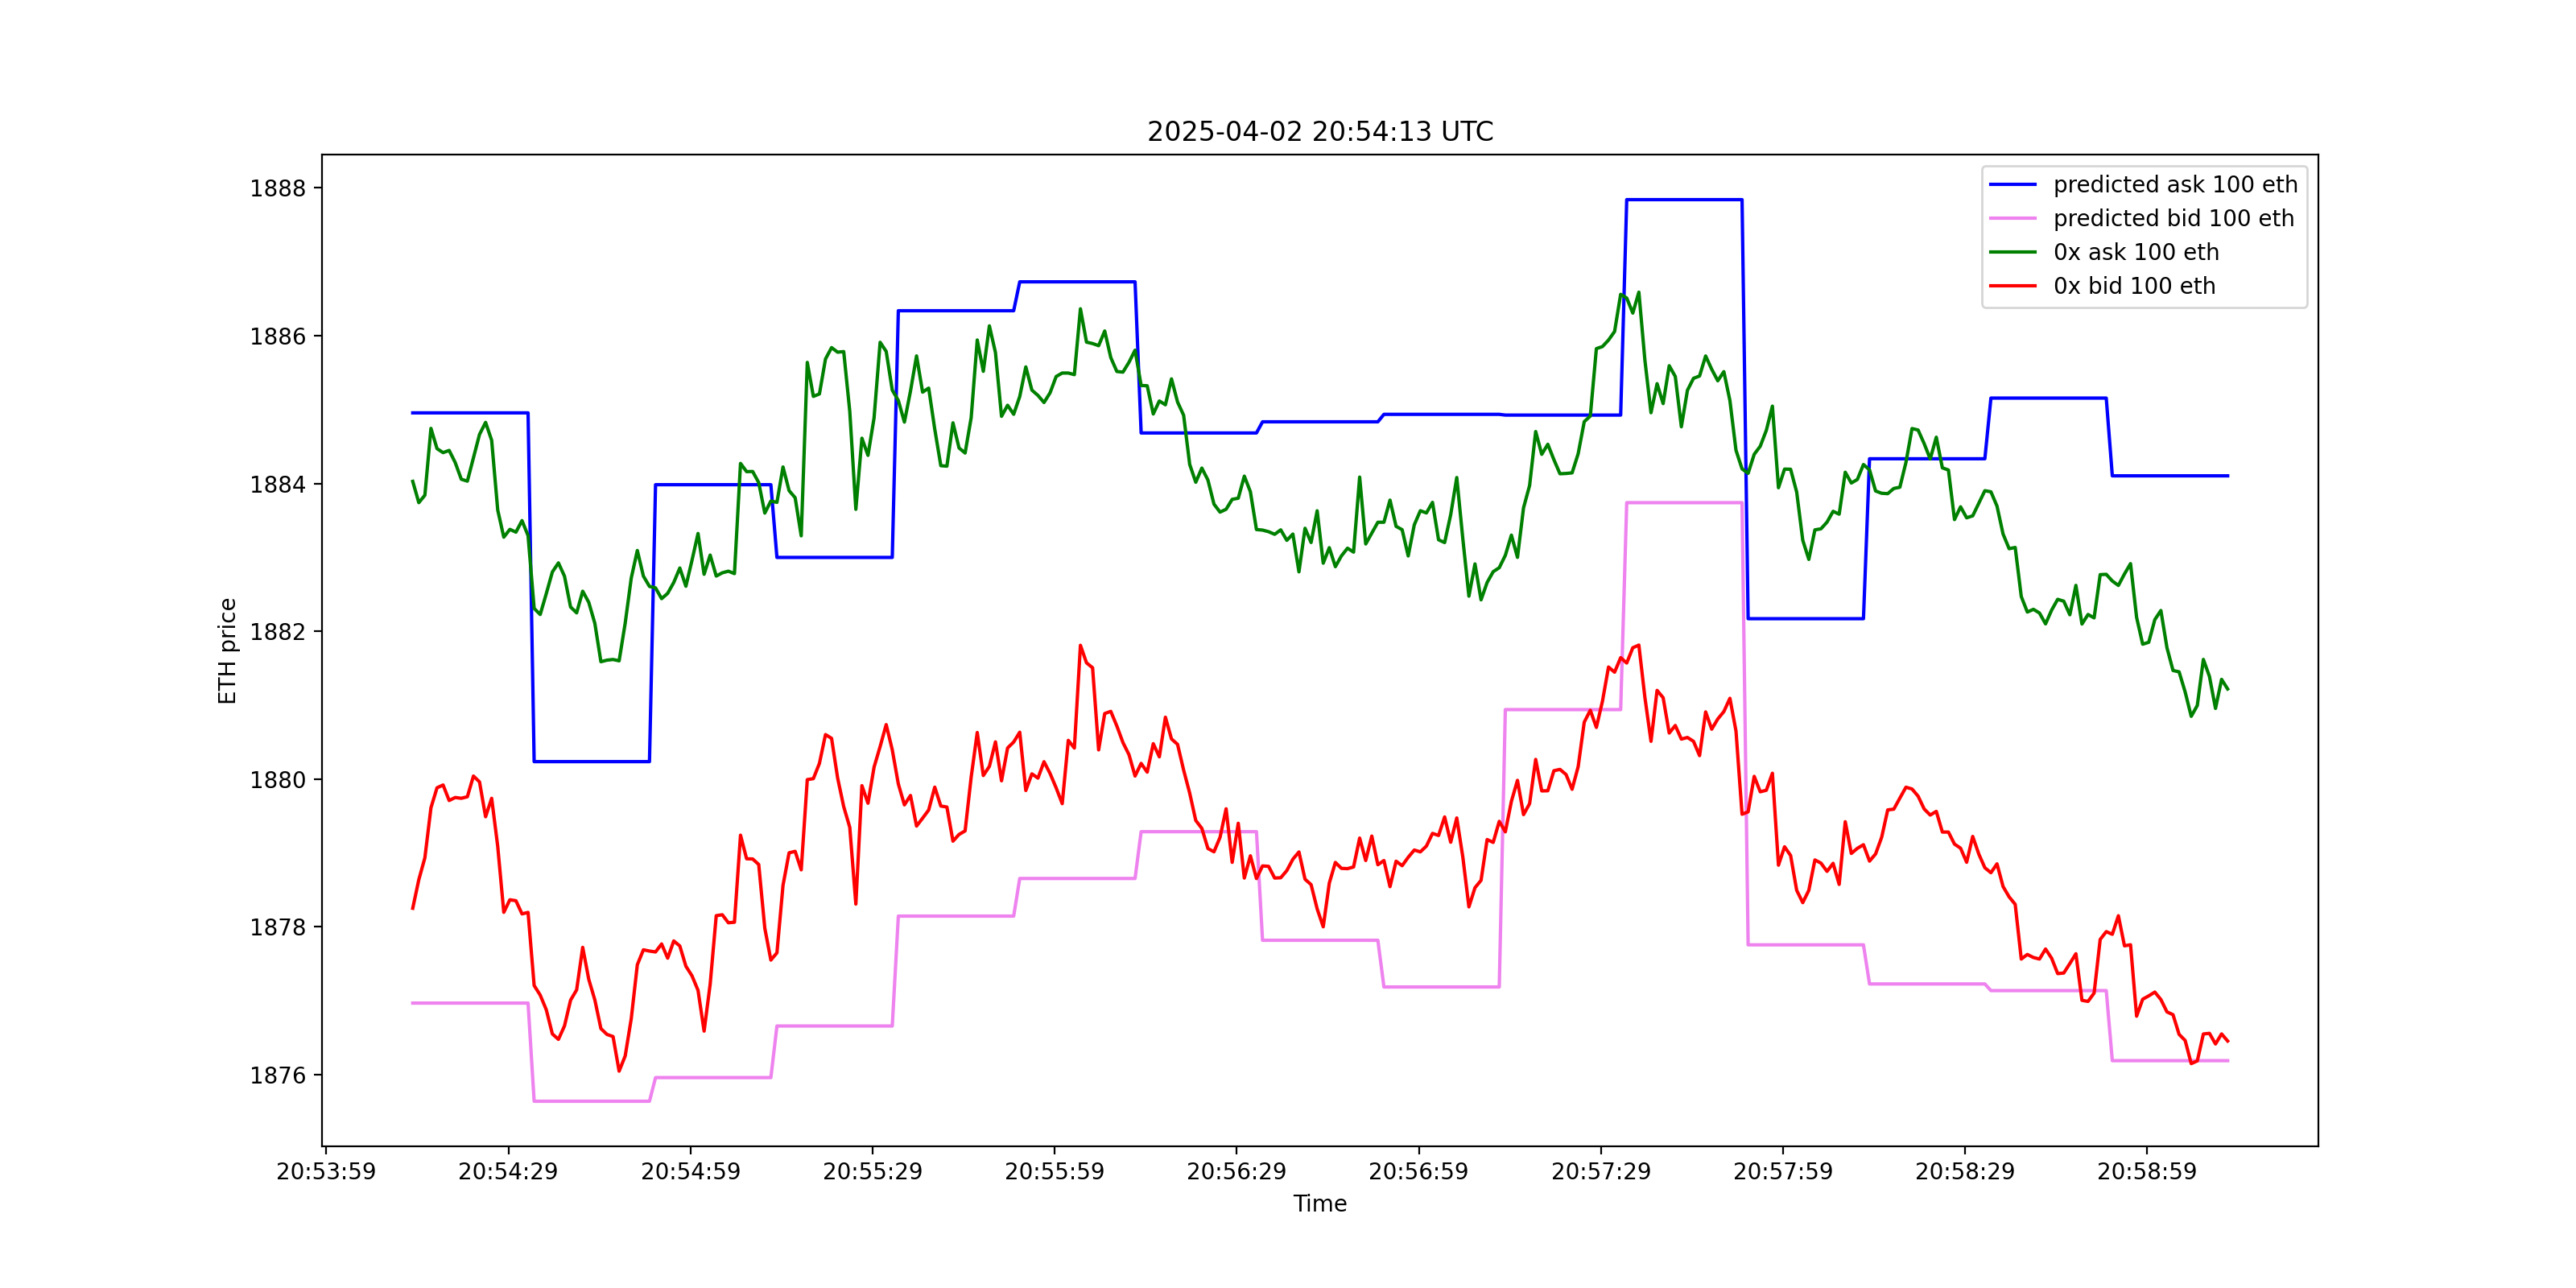 2025-04-02 20:54:13 UTC
predicted ask 100 eth
predicted bid 100 eth
0x ask 100 eth
0x bid 100 eth
ETH price
1888
1886
1884
1882
1880
1878
1876
20:53:59 20:54:29 20:54:59 20:55:29 20:55:59 20:56:29 20:56:59 20:57:29 20:57:59 20:58:29 20:58:59
Time